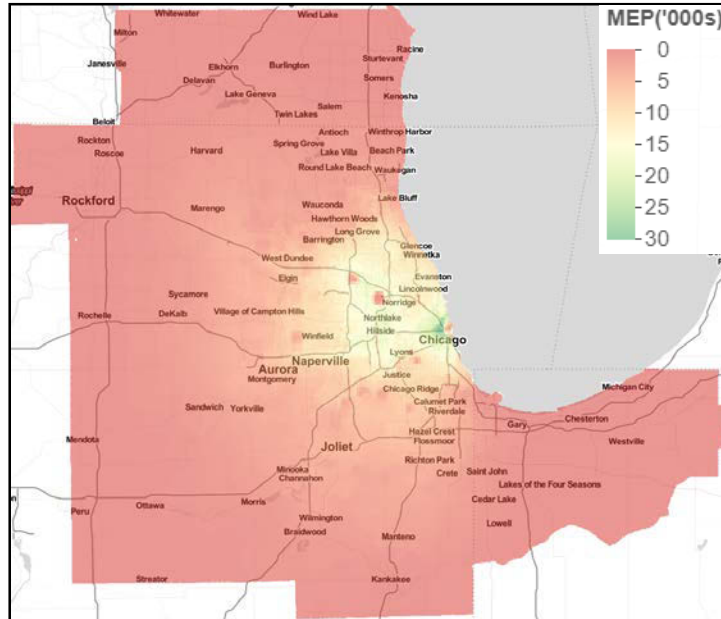 MEP('000s)
0
5
10
15
20
25
30
Whitewater
Wind Lake
Milton
Racine
Janesville
Elkhorn
Burlington
Sturtevant
Delavan
Somers
Lake Geneva
Kenosha
Salem
Twin Lakes
Beloit
Rockton
Antioch
Winthrop Harbor
Roscoe
Harvard
Spring Grove
Lake Villa
Beach Park
Round Lake Beach
Waukegan
Rockford
Marengo
Wauconda
Lake Bluff
Hawthorn Woods
Long Grove
Barrington
Glencoe
Winnetka
West Dundee
Elgin
Evanston
Lincolnwood
Sycamore
Norridge
Rochelle
DeKalb
Village of Campton Hills
Northlake
Hillside
Winfield
Chicago
Lyons
Naperville
Aurora
Montgomery
Justice
Chicago Ridge
Michigan City
Calumet Park
Riverdale
Sandwich
Yorkville
Chesterton
Gary
Hazel Crest
Flossmoor
Westville
Mendota
Joliet
Richton Park
Minooka
Channahon
Crete
Saint John
Lakes of the Four Seasons
Morris
Ottawa
Peru
Cedar Lake
Wilmington
Lowell
Braidwood
Manteno
Streator
Kankakee